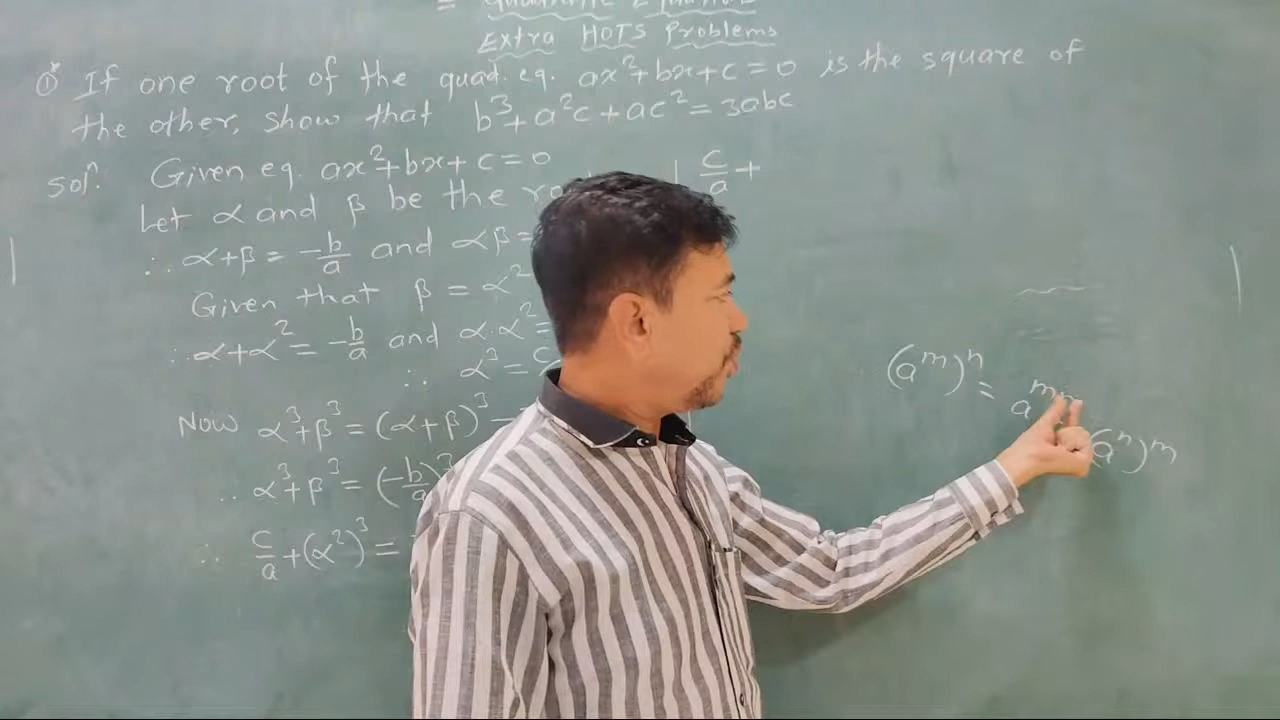 Extra HOTS Problems
① If one root of the quad. eq. ax²+bx+c=0 is the square of
the other, show that b³+a²c+ac²=3abc
Solⁿ. Given eq. ax²+bx+c=0
Let α and β be the
∴ α+β = -b/a and αβ =
Given that β = α²
∴ α+α² = -b/a and α.α² =
∴ α³ =
Now α³+β³ = (α+β)³ -
∴ α³+β³ = (-b/a)³
∴ c/a + (α²)³ =
c/a +
(aᵐ)ⁿ = aᵐⁿ
(aⁿ)ᵐ